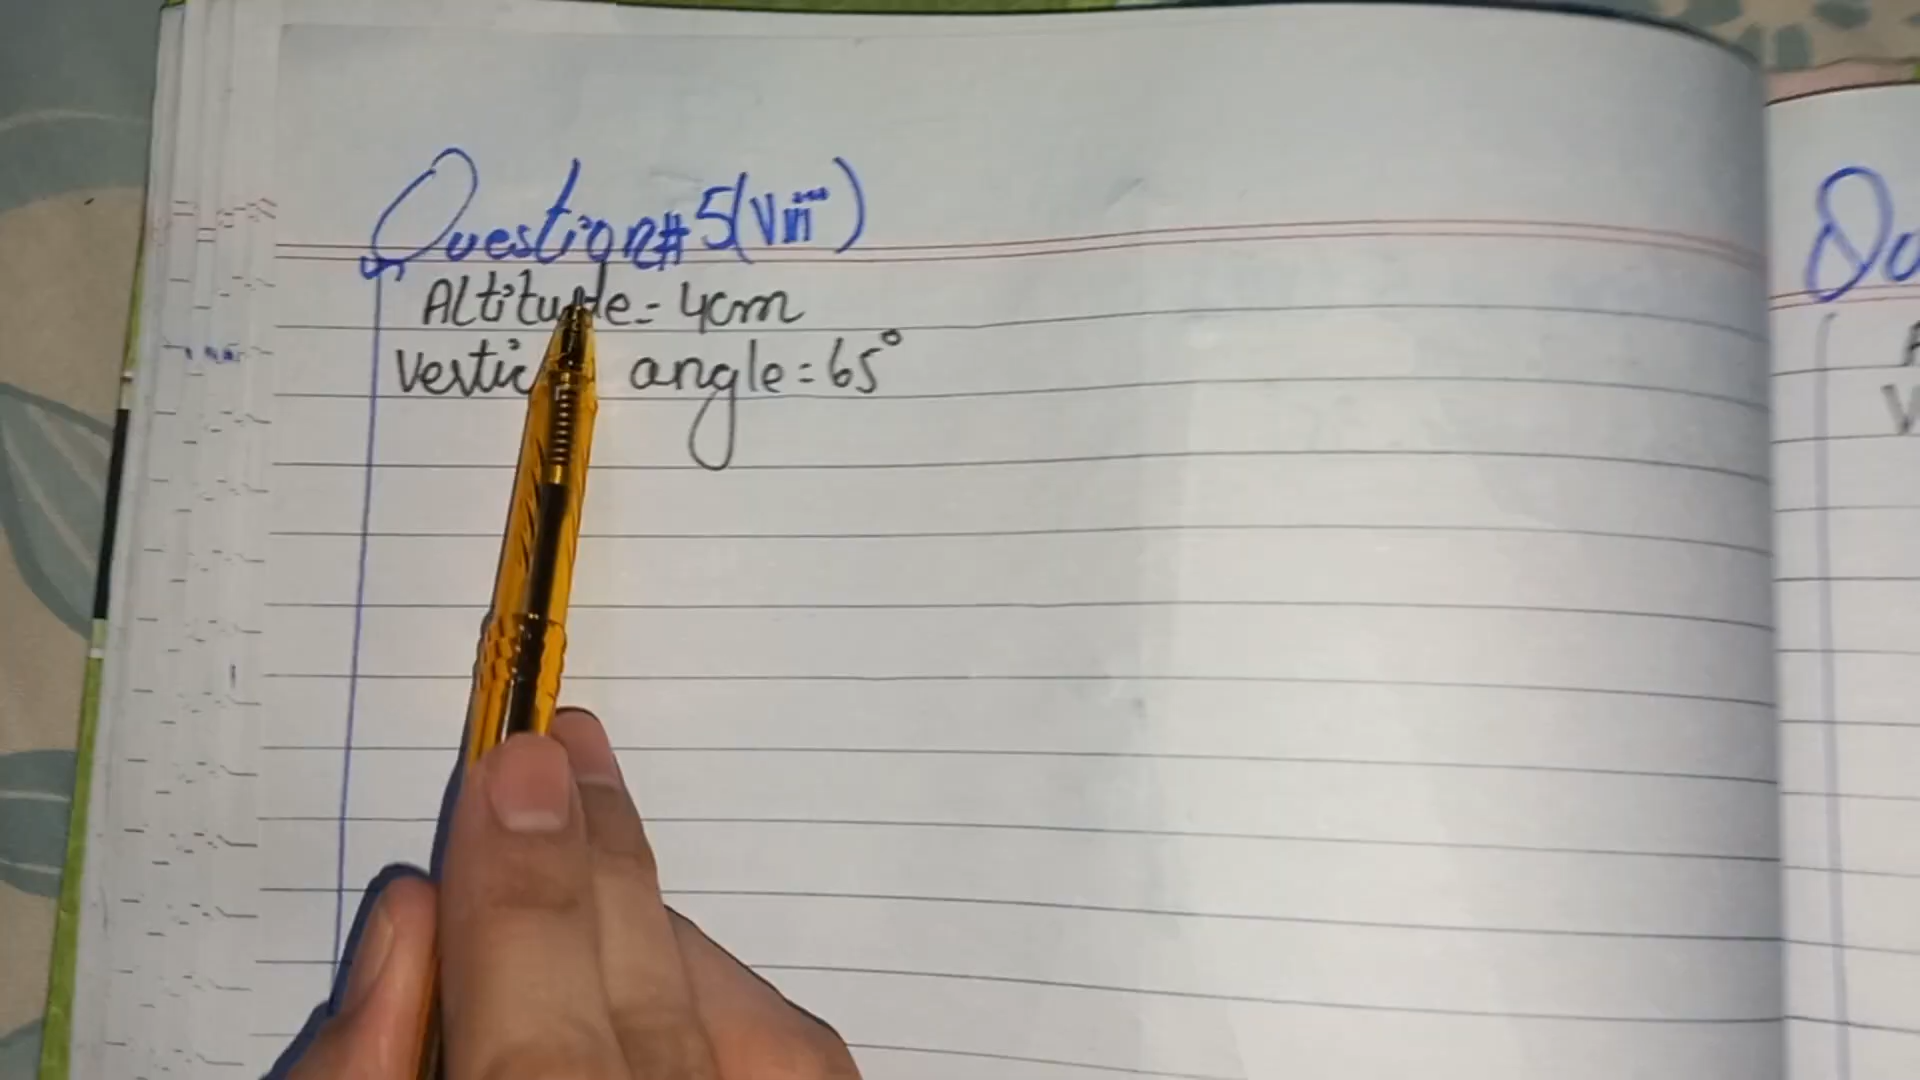 Question# 5(viii)
Altitude = 4cm
angle = 65°